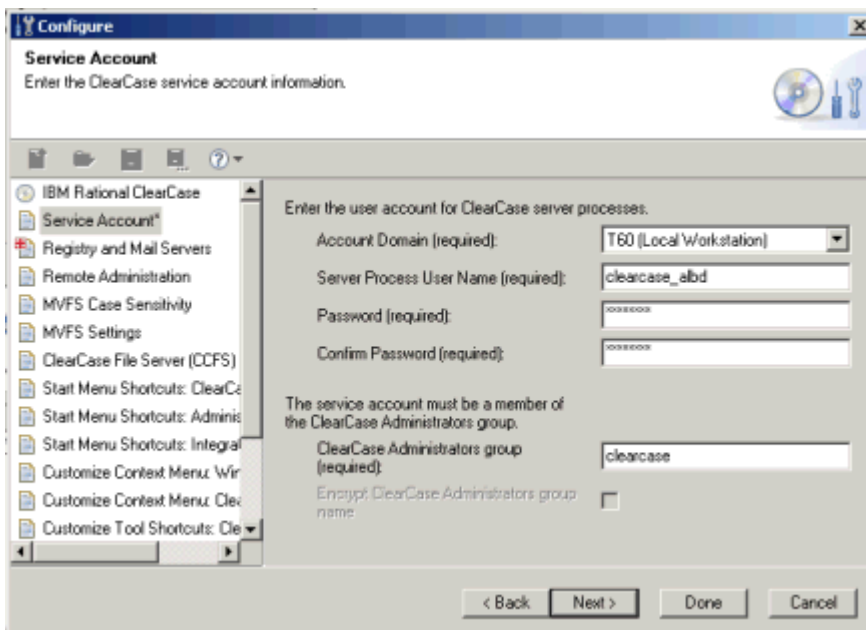 Configure
Service Account
Enter the ClearCase service account information.
IBM Rational ClearCase
Service Account*
Registry and Mail Servers
Remote Administration
MVFS Case Sensitivity
MVFS Settings
ClearCase File Server (CCFS)
Start Menu Shortcuts: ClearCa
Start Menu Shortcuts: Adminis
Start Menu Shortcuts: Integral
Customize Context Menu: Wir
Customize Context Menu: Clea
Customize Tool Shortcuts: Cle
Enter the user account for ClearCase server processes.
Account Domain (required): T60 (Local Workstation)
Server Process User Name (required): clearcase_albd
Password (required): *******
Confirm Password (required): *******
The service account must be a member of
the ClearCase Administrators group.
ClearCase Administrators group
(required): clearcase
Encrypt ClearCase Administrators group
name
< Back Next > Done Cancel